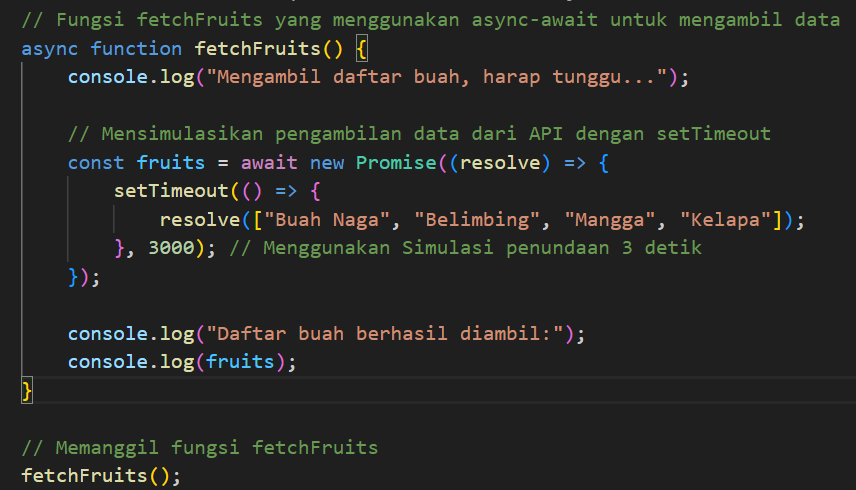 // Fungsi fetchFruits yang menggunakan async-await untuk mengambil data
async function fetchFruits() {
    console.log("Mengambil daftar buah, harap tunggu...");

    // Mensimulasikan pengambilan data dari API dengan setTimeout
    const fruits = await new Promise((resolve) => {
        setTimeout(() => {
            resolve(["Buah Naga", "Belimbing", "Mangga", "Kelapa"]);
        }, 3000); // Menggunakan Simulasi penundaan 3 detik
    });

    console.log("Daftar buah berhasil diambil:");
    console.log(fruits);
}

// Memanggil fungsi fetchFruits
fetchFruits();